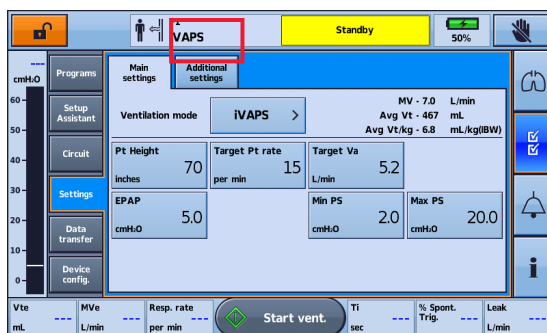 1
VAPS
Standby
50%
cmH₂O
60
50
40
30
20
10
0
Programs
Setup
Assistant
Circuit
Settings
Data
transfer
Device
config.
Main
settings
Additional
settings
Ventilation mode
iVAPS >
MV - 7.0 L/min
Avg Vt - 467 mL
Avg Vt/kg - 6.8 mL/kg(IBW)
Pt Height
70
inches
Target Pt rate
15
per min
Target Va
5.2
L/min
EPAP
5.0
cmH₂O
Min PS
2.0
cmH₂O
Max PS
20.0
cmH₂O
Vte
---
mL
MVe
---
L/min
Resp. rate
---
per min
Start vent.
Ti
---
sec
% Spont.
Trig.
---
Leak
---
L/min